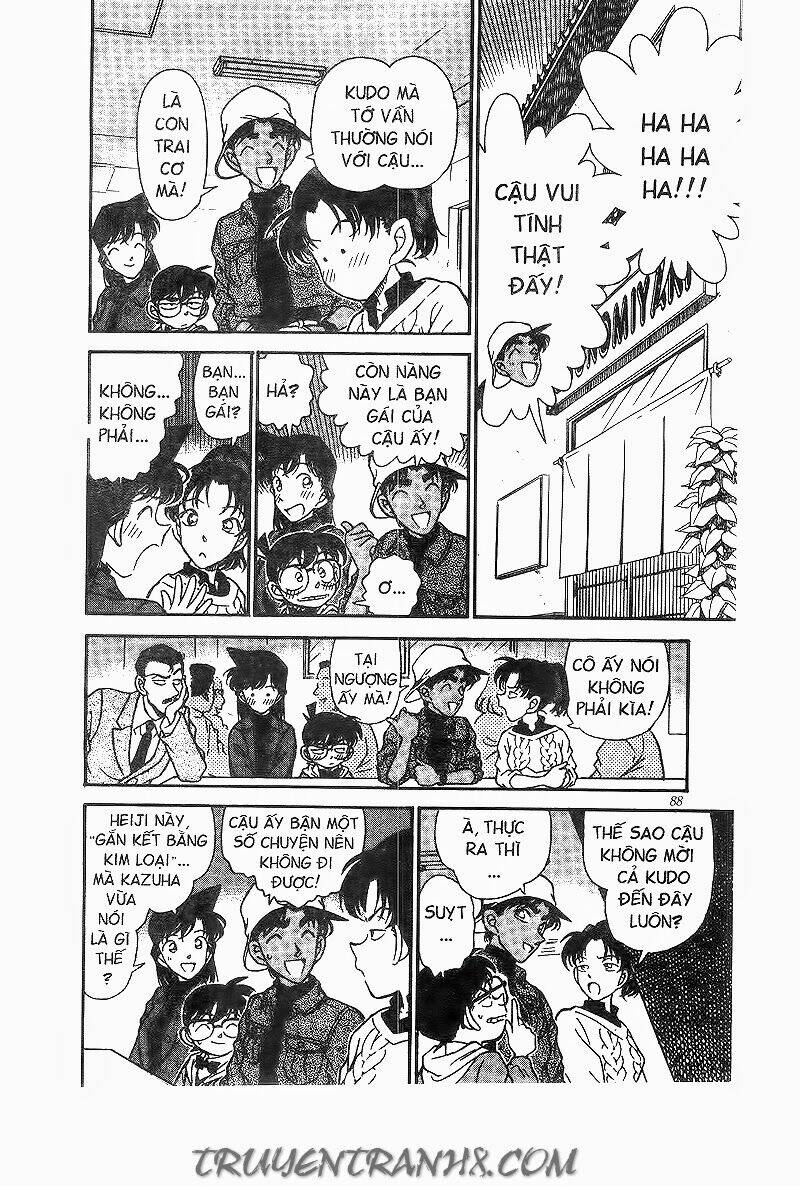 HA HA
HA HA
HA!!!
CẬU VUI
TÍNH
THẬT
ĐẤY!
KUDO MÀ
TỚ VẪN
THƯỜNG NÓI
VỚI CẬU...
LÀ
CON
TRAI
CƠ
MÀ!
CÒN NÀNG
NÀY LÀ BẠN
GÁI CỦA
CẬU ẤY!
HẢ?
Ơ...
BẠN...
BẠN
GÁI?
KHÔNG...
KHÔNG
PHẢI...
CÔ ẤY NÓI
KHÔNG
PHẢI KÌA!
TẠI
NGƯỢNG
ẤY MÀ!
88
THẾ SAO CẬU
KHÔNG MỜI
CẢ KUDO
ĐẾN ĐÂY
LUÔN?
À, THỰC
RA THÌ
...
SUỴT
...
CẬU ẤY BẬN MỘT
SỐ CHUYỆN NÊN
KHÔNG ĐI
ĐƯỢC!
HEIJI NÀY,
"GẮN KẾT BẰNG
KIM LOẠI"...
MÀ KAZUHA
VỪA
NÓI
LÀ GÌ
THẾ?
TRUYENTRANH8.COM